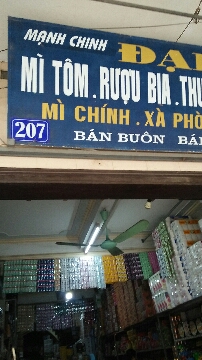 MẠNH CHINH ĐẠ
MÌ TÔM . RƯỢU BIA . THU
MÌ CHÍNH . XÀ PHÒ
207
BÁN BUÔN BÁ